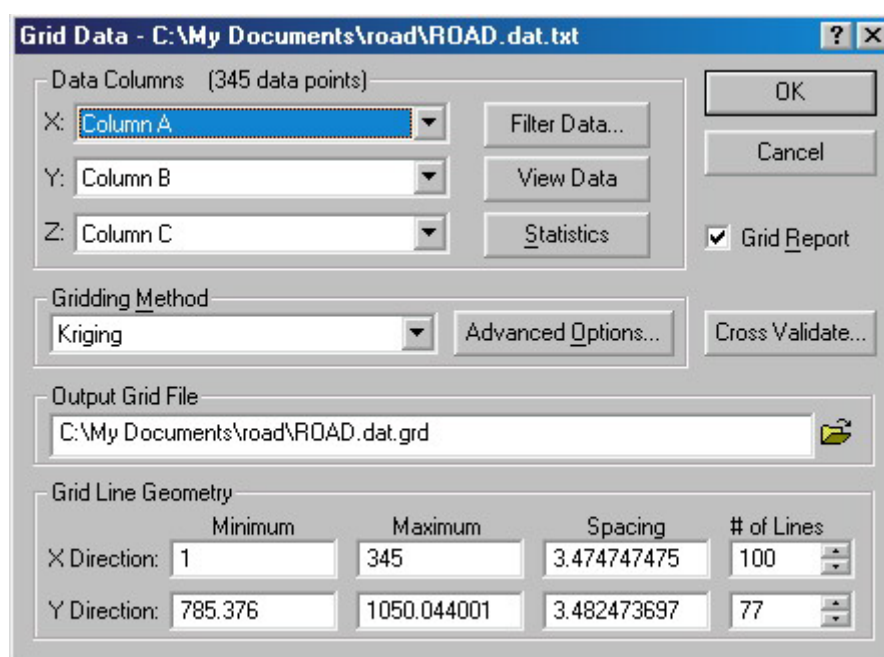 Grid Data - C:\My Documents\road\ROAD.dat.txt
Data Columns (345 data points)
X: Column A
Filter Data...
OK
Y: Column B
View Data
Cancel
Z: Column C
Statistics
Grid Report
Gridding Method
Kriging
Advanced Options...
Cross Validate...
Output Grid File
C:\My Documents\road\ROAD.dat.grd
Grid Line Geometry
Minimum Maximum Spacing # of Lines
X Direction: 1 345 3.474747475 100
Y Direction: 785.376 1050.044001 3.482473697 77